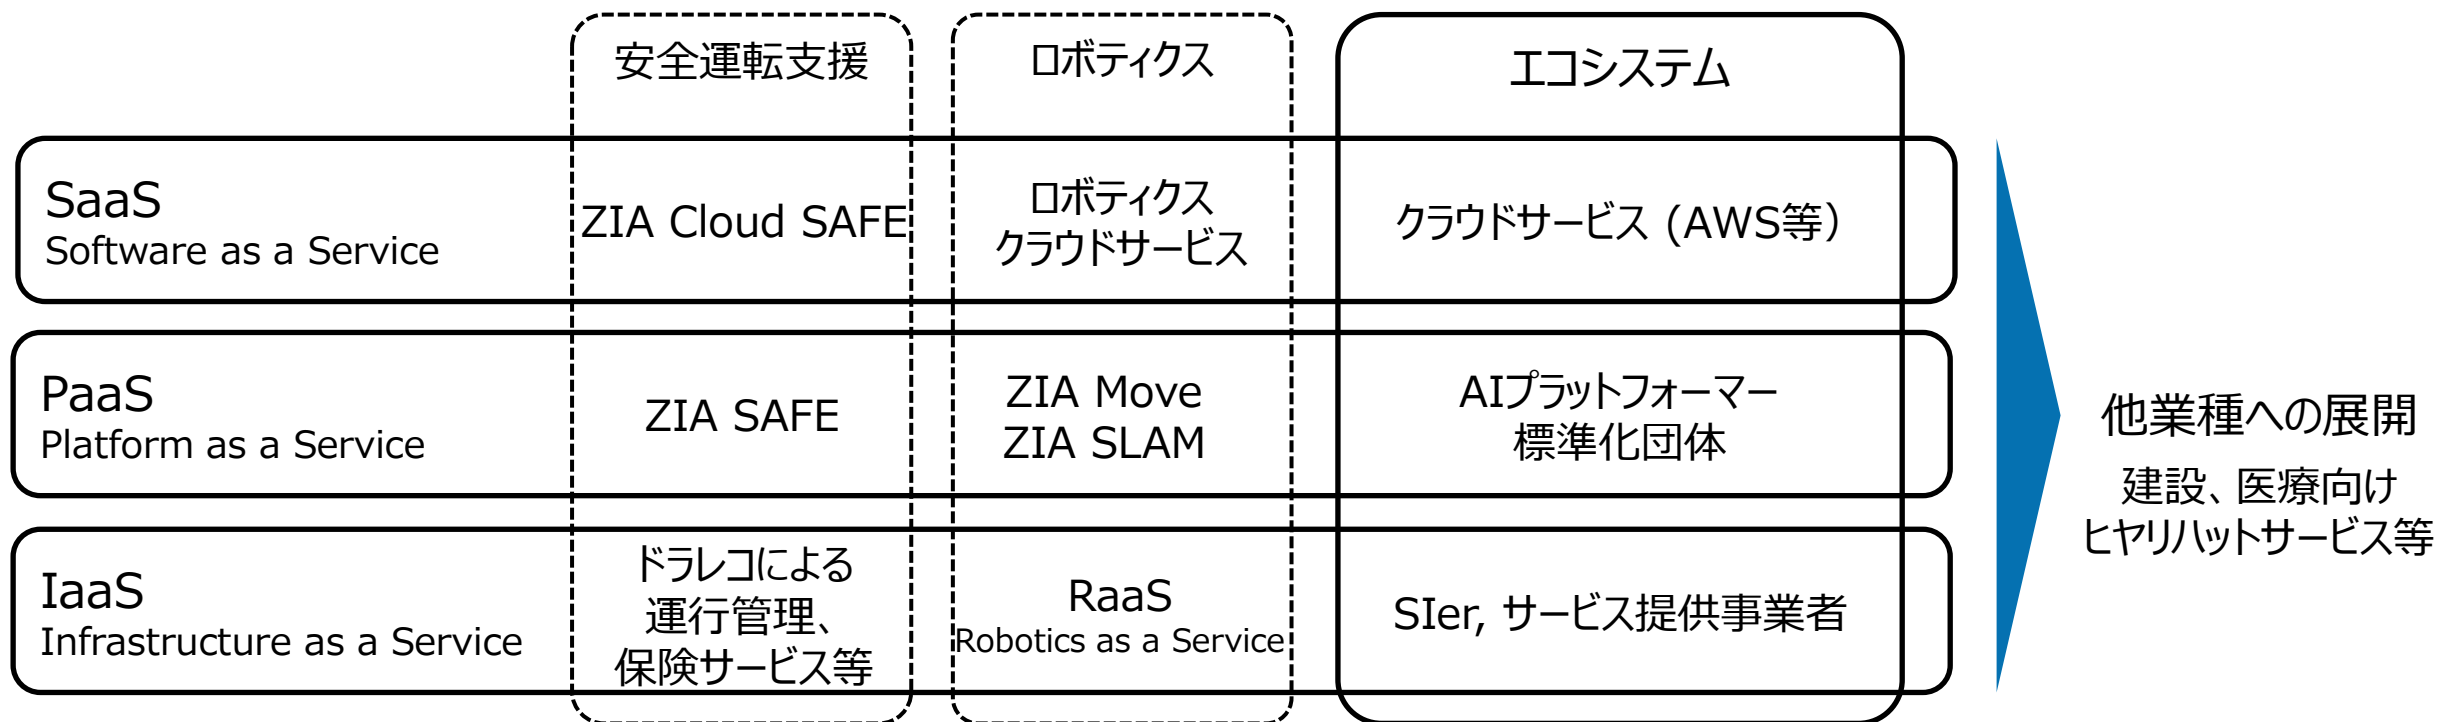 安全運転支援
ロボティクス
エコシステム
SaaS
Software as a Service
ZIA Cloud SAFE
ロボティクス
クラウドサービス
クラウドサービス (AWS等）
PaaS
Platform as a Service
ZIA SAFE
ZIA Move
ZIA SLAM
AIプラットフォーマー
標準化団体
IaaS
Infrastructure as a Service
ドラレコによる
運行管理、
保険サービス等
RaaS
Robotics as a Service
SIer, サービス提供事業者
他業種への展開
建設、医療向け
ヒヤリハットサービス等